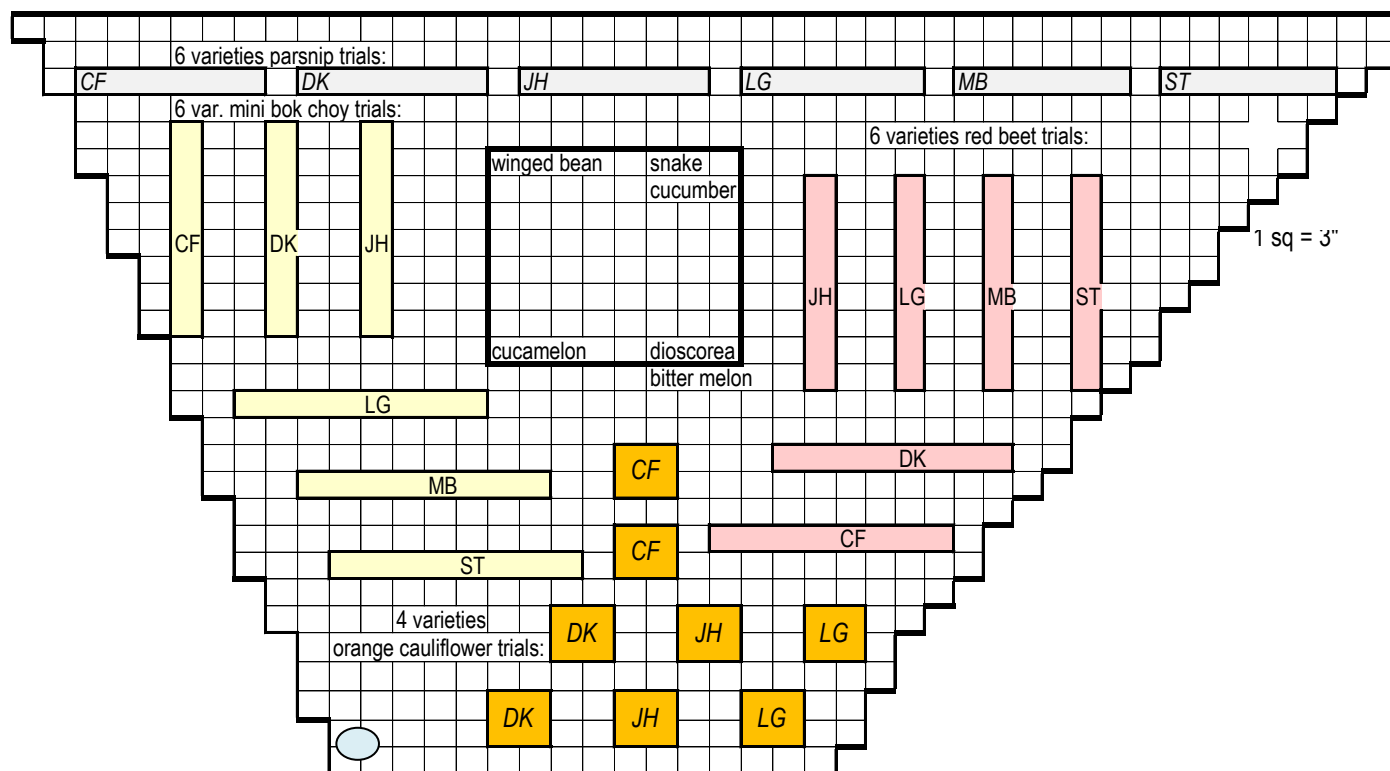 6 varieties parsnip trials:
CF DK JH LG MB ST
6 var. mini bok choy trials:
6 varieties red beet trials:
winged bean snake
cucumber
CF DK JH
1 sq = 3"
JH LG MB ST
cucamelon dioscorea
bitter melon
LG
DK
CF
MB
CF
CF
ST
4 varieties
orange cauliflower trials:
DK JH LG
DK JH LG